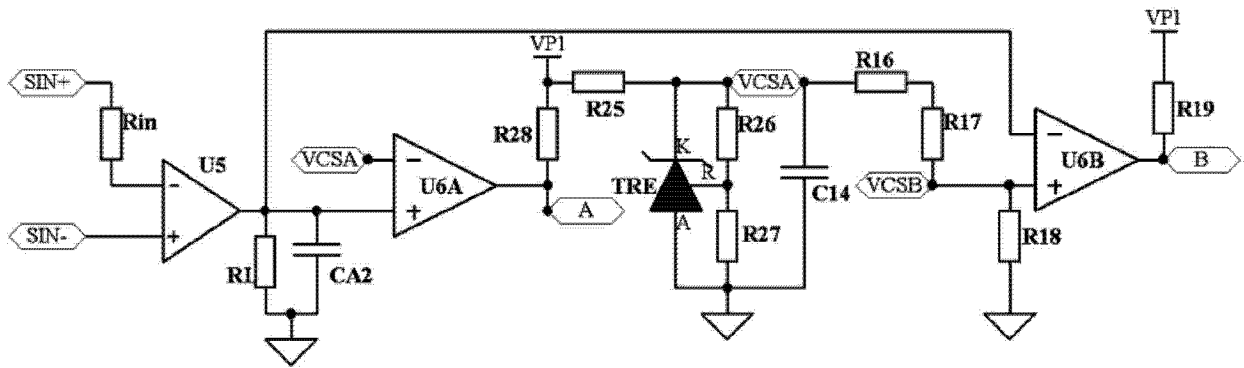 SIN+
Rin
U5
SIN-
RL
CA2
VCSA
U6A
VP1
R28
A
R25
K
R
TRE
A
R26
R27
VCSA
C14
R16
R17
VCSB
R18
U6B
VP1
R19
B